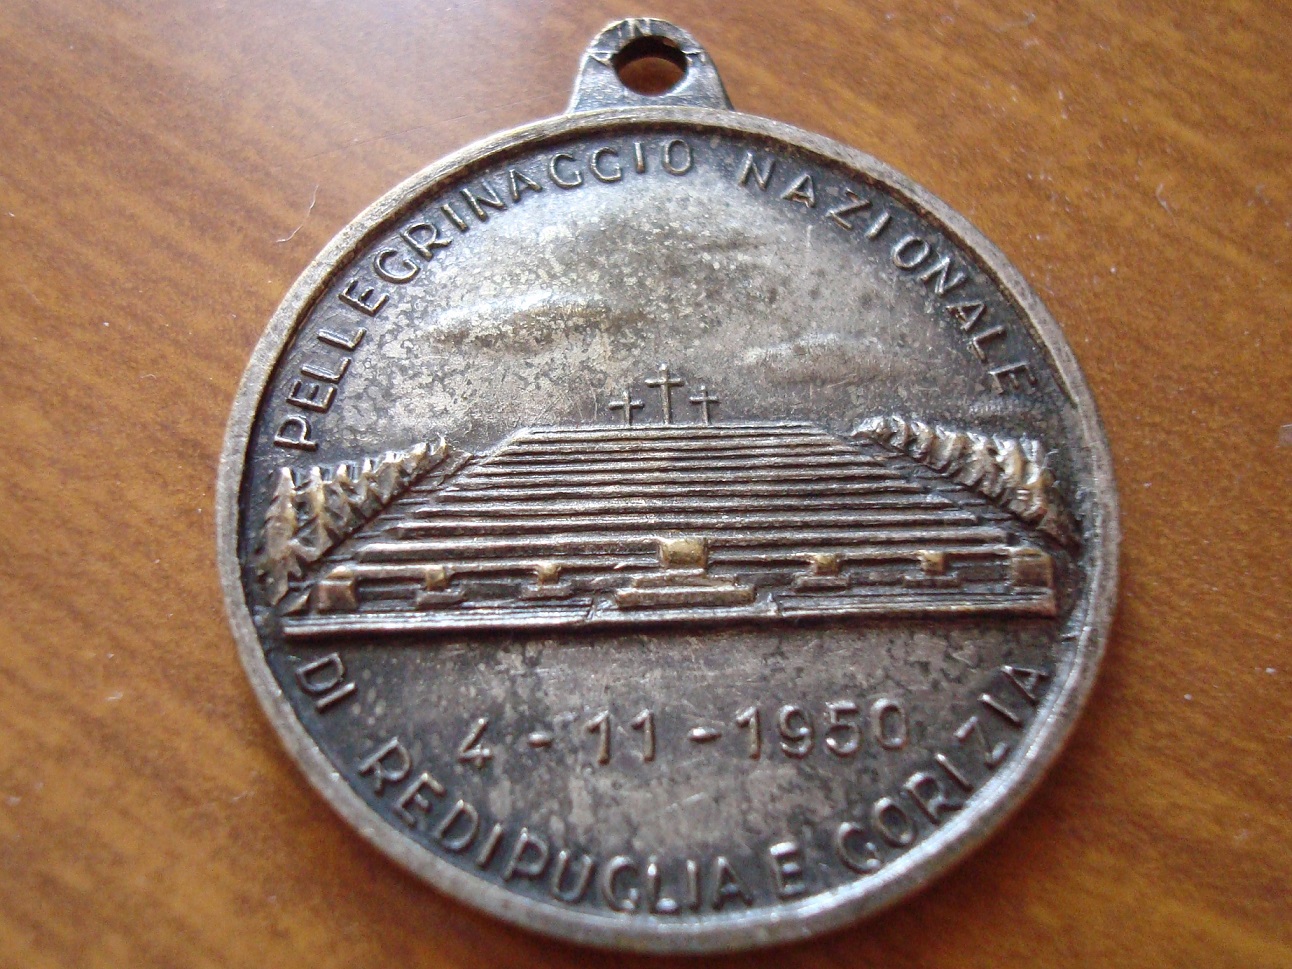 PELLEGRINAGGIO NAZIONALE
4-11-1950
DI REDIPUGLIA E GORIZIA